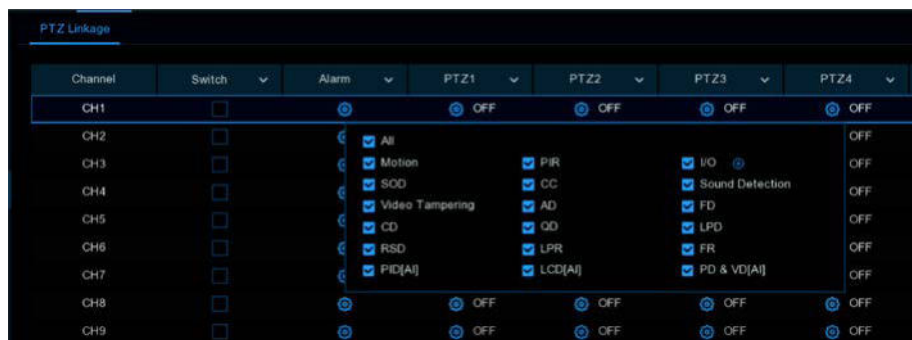 PTZ Linkage
Channel Switch Alarm PTZ1 PTZ2 PTZ3 PTZ4
CH1 OFF OFF OFF OFF
CH2 All OFF
CH3 Motion PIR I/O OFF
CH4 SOD CC Sound Detection OFF
Video Tampering AD FD
CH5 CD QD LPD OFF
CH6 RSD LPR FR OFF
CH7 PID[AI] LCD[AI] PD & VD[AI] OFF
CH8 OFF OFF OFF OFF
CH9 OFF OFF OFF OFF